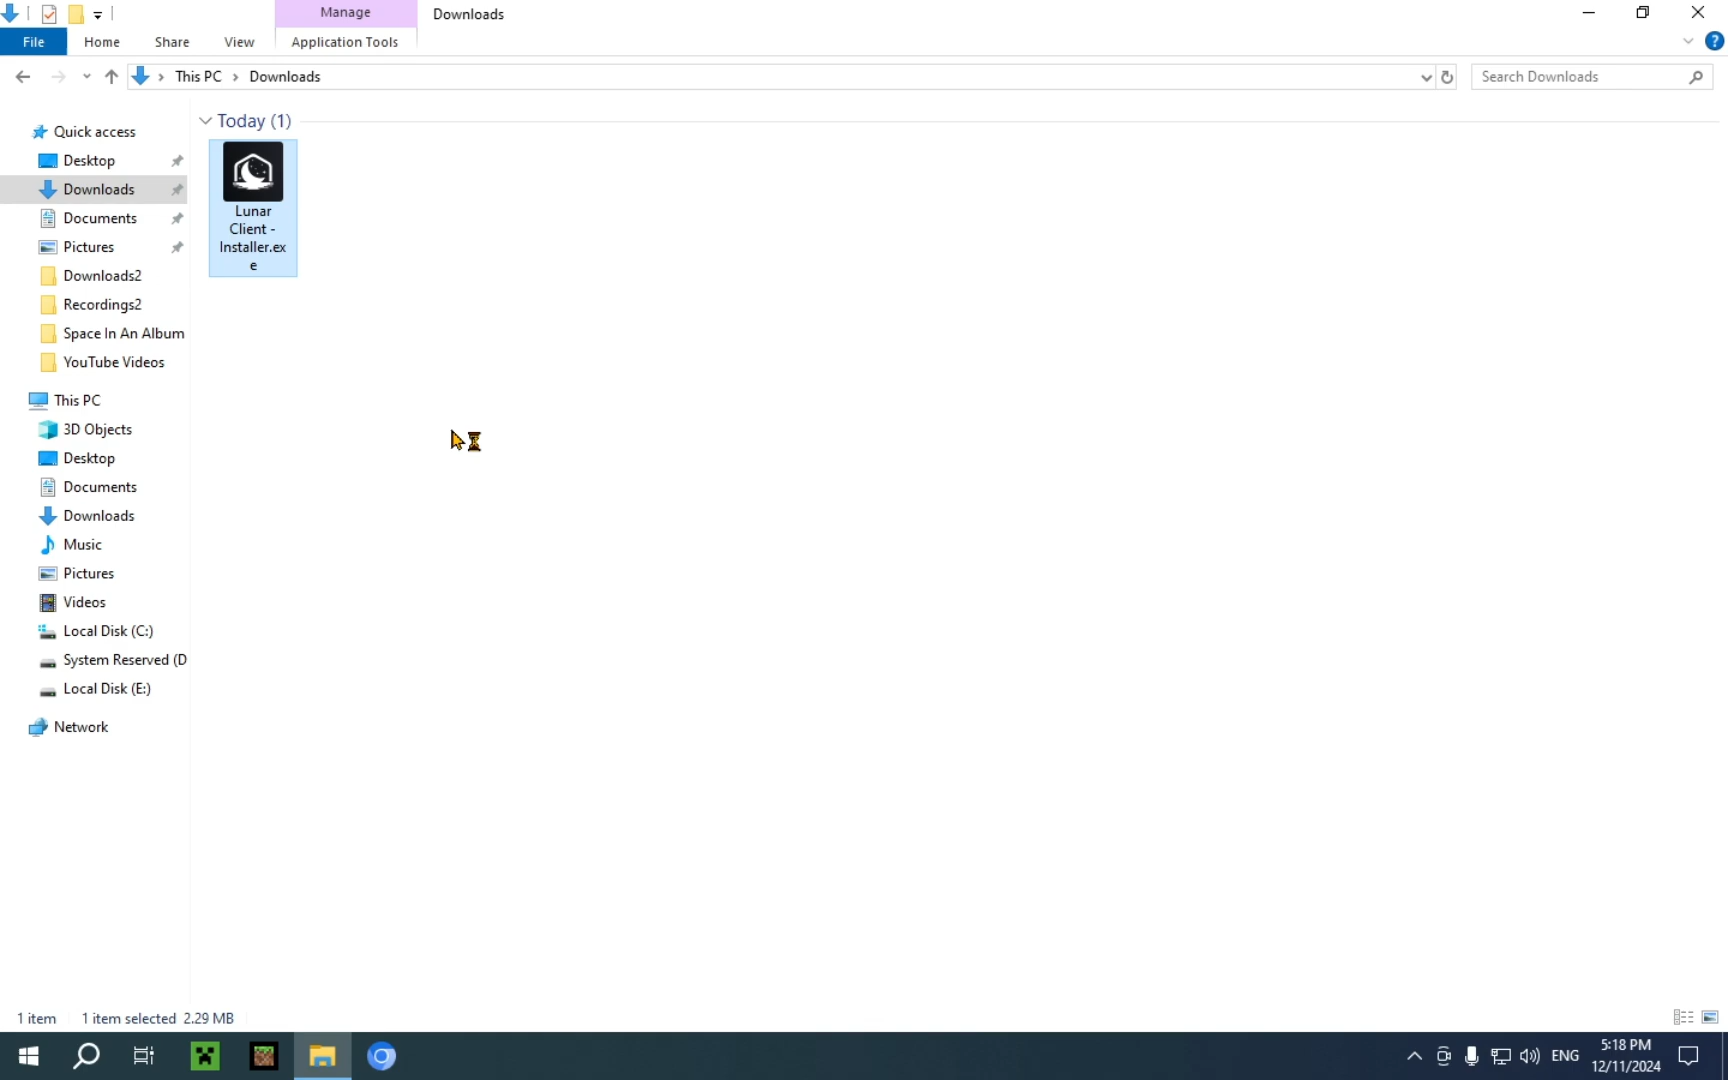 Manage
Downloads
File
Home
Share
View
Application Tools
?
This PC
Downloads
Search Downloads
Quick access
Desktop
Downloads
Documents
Pictures
Downloads2
Recordings2
Space In An Album
YouTube Videos
This PC
3D Objects
Desktop
Documents
Downloads
Music
Pictures
Videos
Local Disk (C:)
System Reserved (D
Local Disk (E:)
Network
Today (1)
Lunar
Client -
Installer.ex
e
1 item
1 item selected 2.29 MB
ENG
5:18 PM
12/11/2024